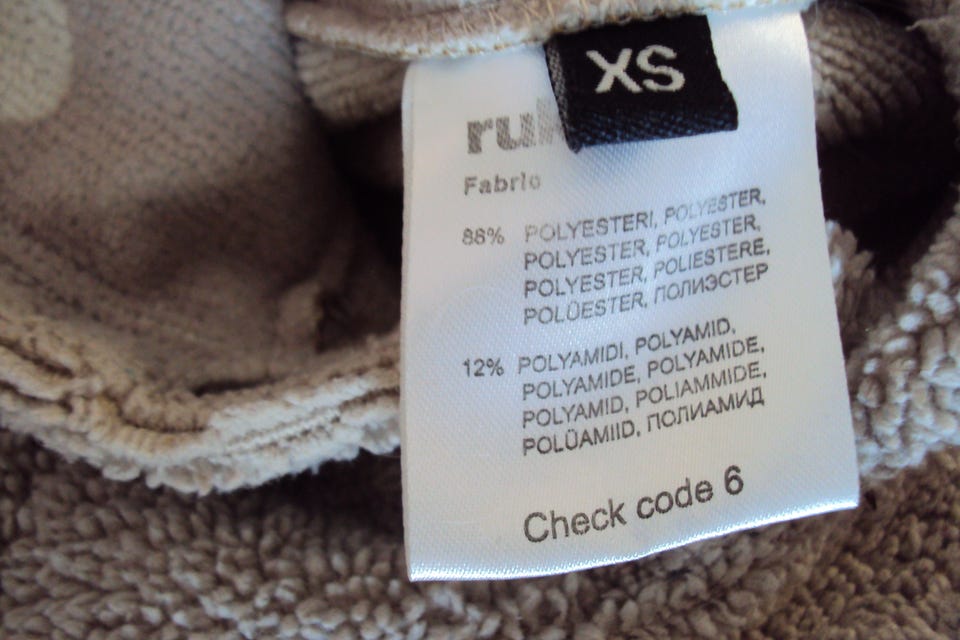 XS
Fabric
88% POLYESTERI, POLYESTER,
POLYESTER, POLYESTER,
POLYESTER, POLIESTERE,
POLÜESTER, ПОЛИЭСТЕР
12% POLYAMIDI, POLYAMID,
POLYAMIDE, POLYAMIDE,
POLYAMID, POLIAMMIDE,
POLÜAMIID, ПОЛИАМИД
Check code 6